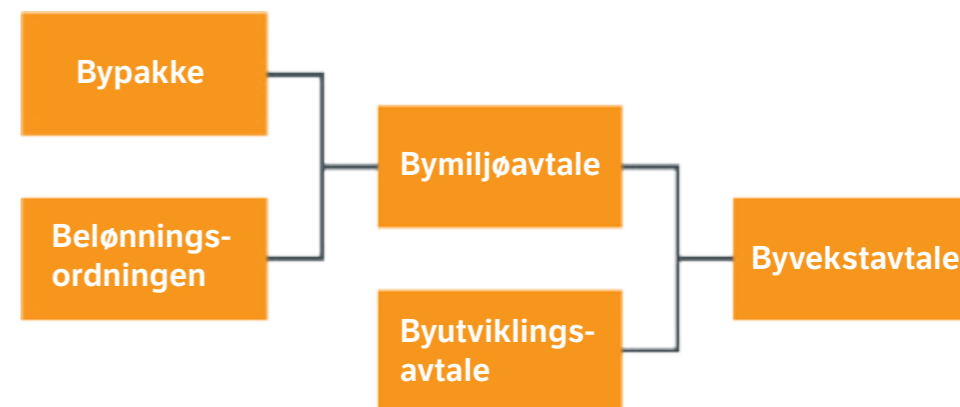 Bypakke
Belønnings-
ordningen
Bymiljøavtale
Byutviklings-
avtale
Byvekstavtale